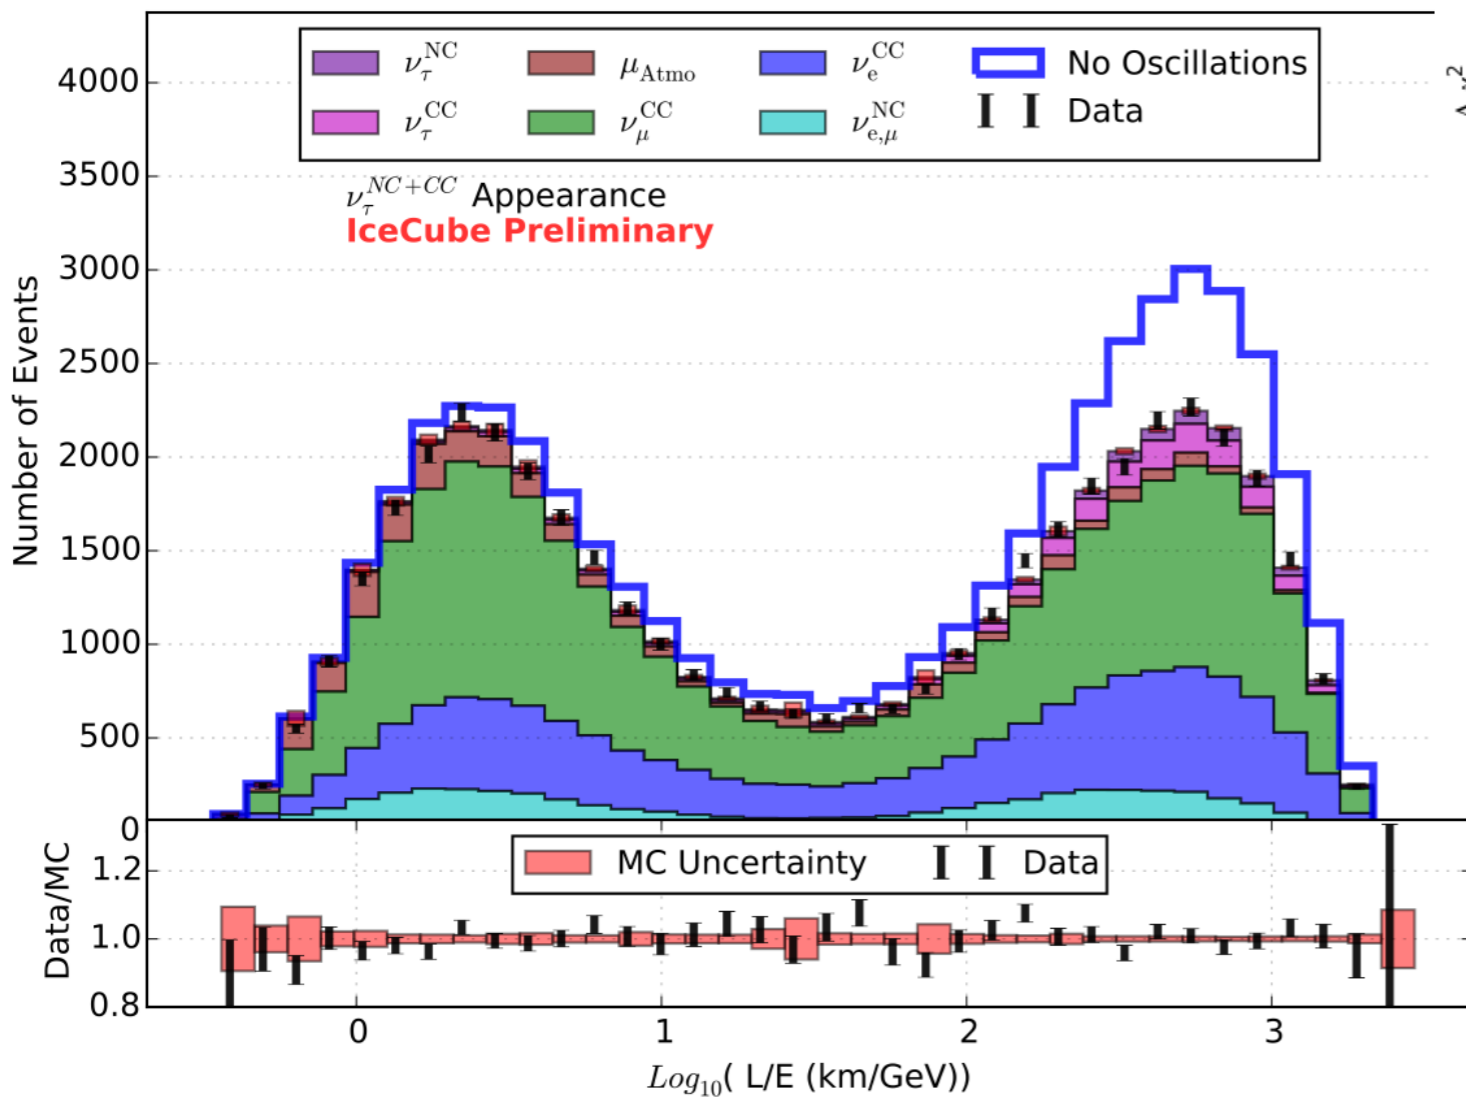 ν_τ^NC μ_Atmo ν_e^CC No Oscillations
ν_τ^CC ν_μ^CC ν_e,μ^NC Data
ν_τ^NC+CC Appearance
IceCube Preliminary
Number of Events
4000
3500
3000
2500
2000
1500
1000
500
0
MC Uncertainty Data
Data/MC
1.2
1.0
0.8
0 1 2 3
Log₁₀( L/E (km/GeV))